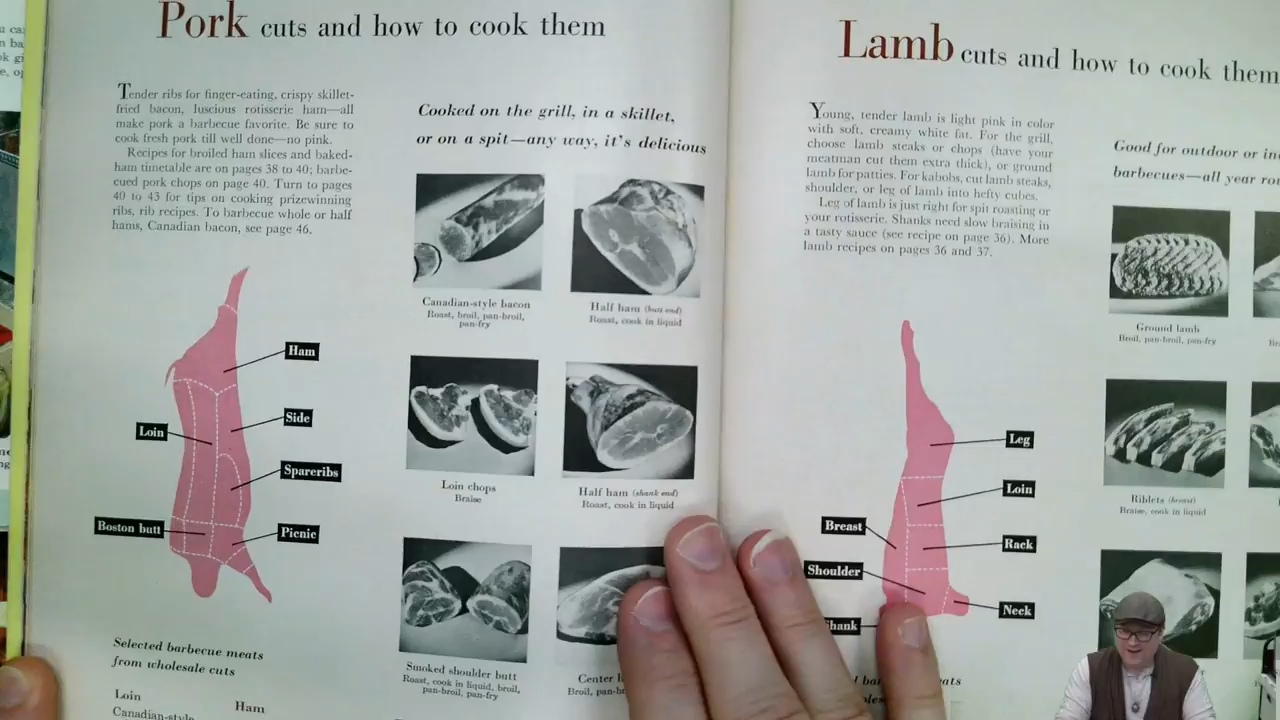 Pork cuts and how to cook them
Tender ribs for finger-eating, crispy skillet-
fried bacon, luscious rotisserie ham—all
make pork a barbecue favorite. Be sure to
cook fresh pork till well done—no pink.
Recipes for broiled ham slices and baked-
ham timetable are on pages 38 to 40; barbe-
cued pork chops on page 40. Turn to pages
40 to 43 for tips on cooking prizewinning
ribs, rib recipes. To barbecue whole or half
hams, Canadian bacon, see page 46.
Cooked on the grill, in a skillet,
or on a spit—any way, it's delicious
Canadian-style bacon
Roast, broil, pan-broil,
pan-fry
Half ham (butt end)
Roast, cook in liquid
Ham
Side
Loin
Spareribs
Boston butt
Picnic
Loin chops
Braise
Half ham (shank end)
Roast, cook in liquid
Smoked shoulder butt
Roast, cook in liquid, broil,
pan-broil, pan-fry
Center
Broil, pan-b
Selected barbecue meats
from wholesale cuts
Loin
Canadian-style
Ham
Lamb cuts and how to cook them
Young, tender lamb is light pink in color
with soft, creamy white fat. For the grill,
choose lamb steaks or chops (have your
meatman cut them extra thick), or ground
lamb for patties. For kabobs, cut lamb steaks,
shoulder, or leg of lamb into hefty cubes.
Leg of lamb is just right for spit roasting or
your rotisserie. Shanks need slow braising in
a tasty sauce (see recipe on page 36). More
lamb recipes on pages 36 and 37.
Good for outdoor or in
barbecues—all year rou
Ground lamb
Broil, pan-broil, pan-fry
Leg
Loin
Breast
Rack
Shoulder
Neck
hank
Riblets (breast)
Braise, cook in liquid